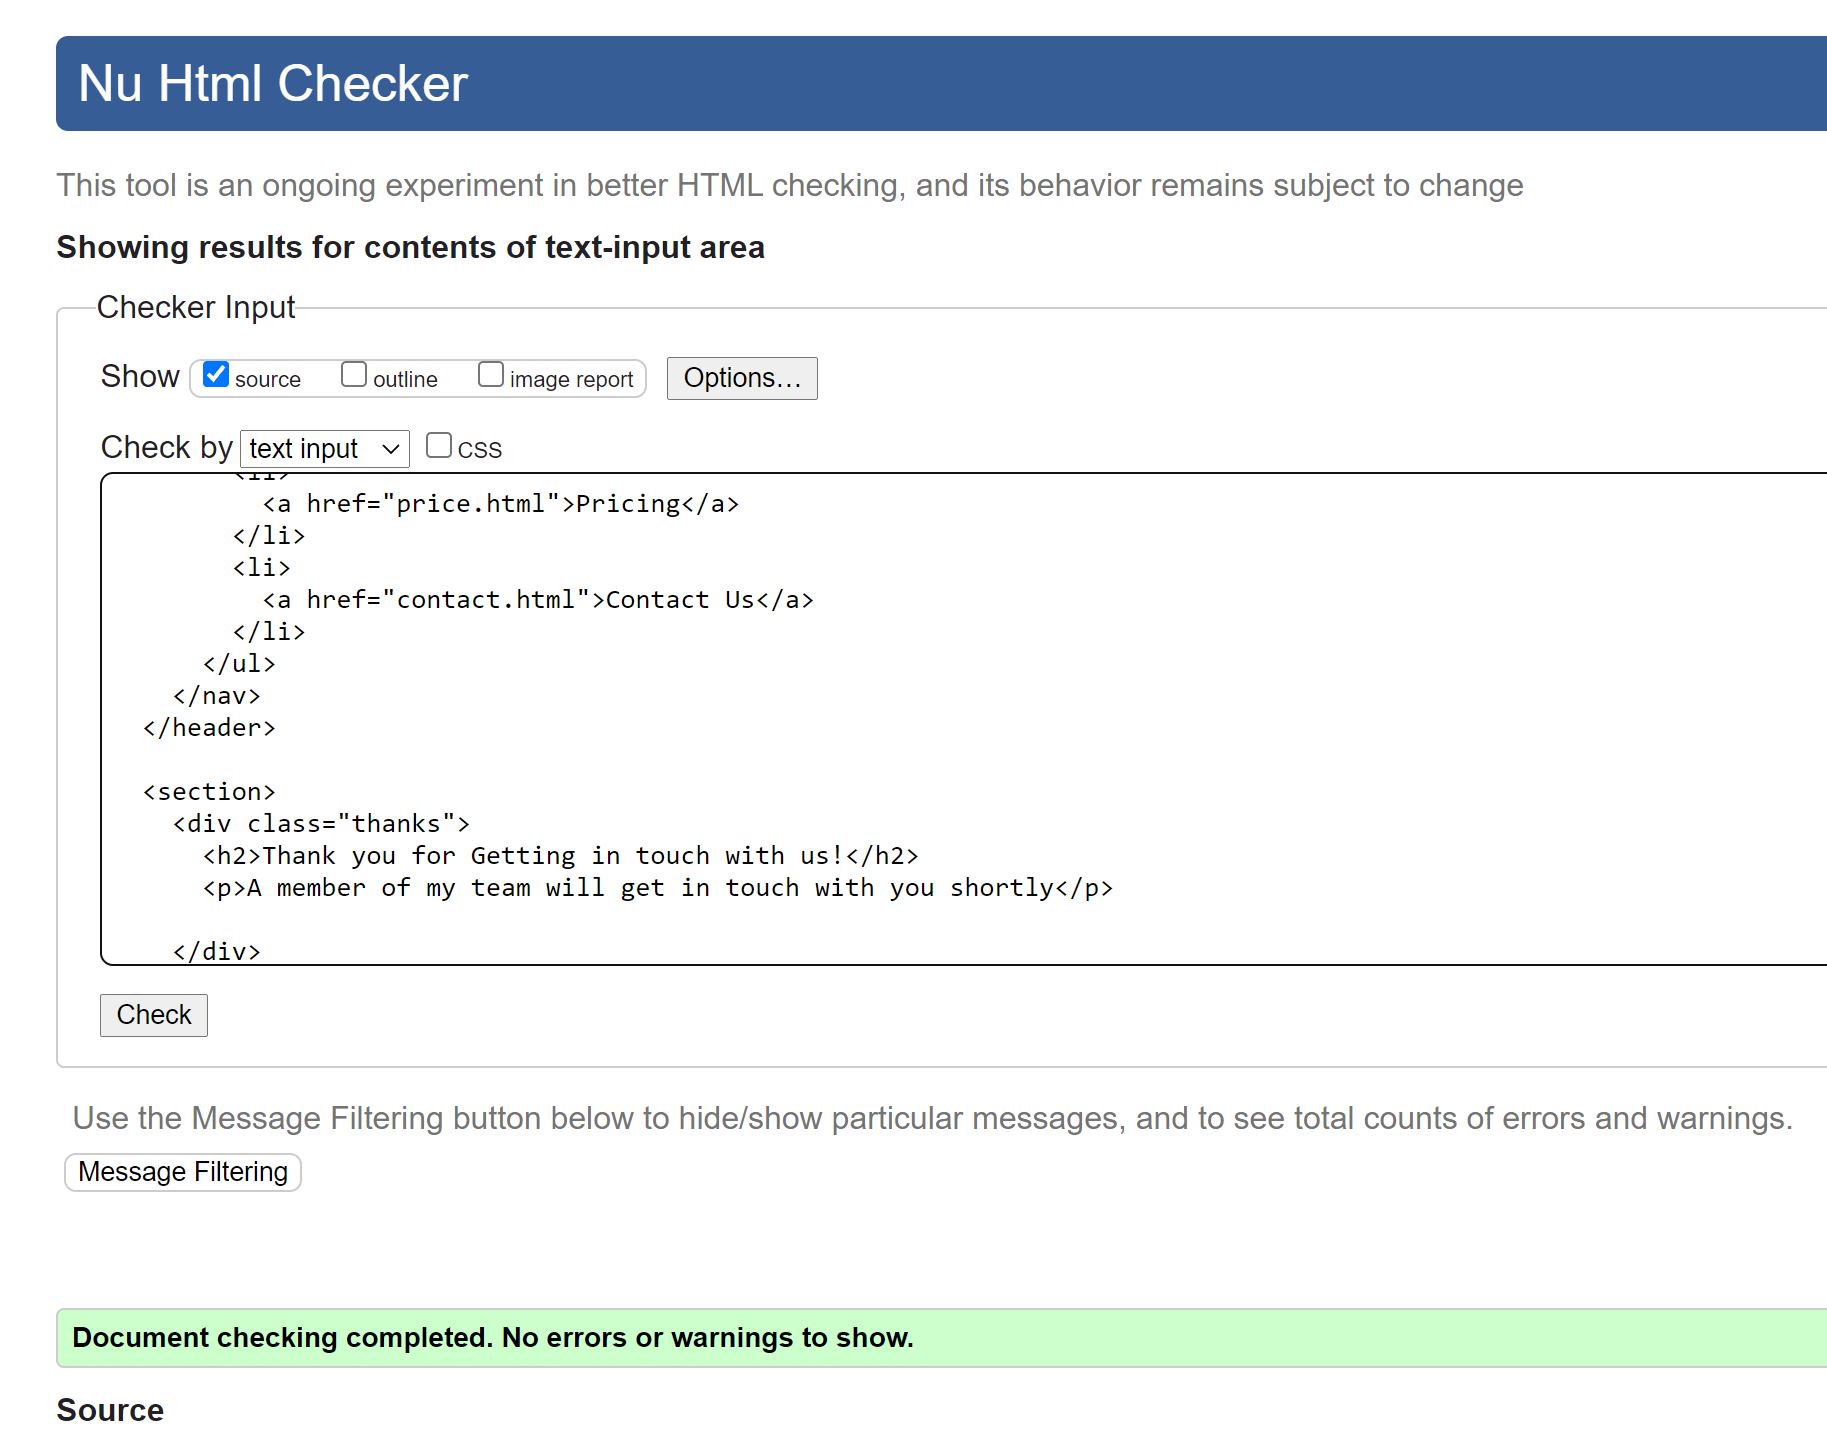 Nu Html Checker
This tool is an ongoing experiment in better HTML checking, and its behavior remains subject to change
Showing results for contents of text-input area
Checker Input
Show source outline image report Options...
Check by text input CSS
<li>
<a href="price.html">Pricing</a>
</li>
<li>
<a href="contact.html">Contact Us</a>
</li>
</ul>
</nav>
</header>
<section>
<div class="thanks">
<h2>Thank you for Getting in touch with us!</h2>
<p>A member of my team will get in touch with you shortly</p>
</div>
Check
Use the Message Filtering button below to hide/show particular messages, and to see total counts of errors and warnings.
Message Filtering
Document checking completed. No errors or warnings to show.
Source